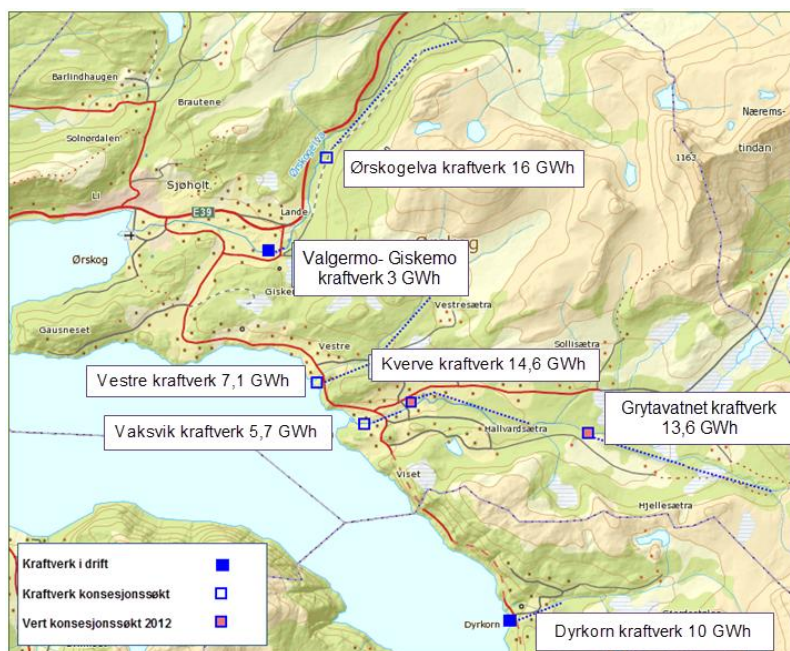 Barlindhaugen
Brautene
Solnørdalen
Nærems-
tindan
1163
Ørskogelva
Ørskogelva kraftverk 16 GWh
Sjøholt
Li
E39
Lande
Ørskog
Valgermo- Giskemo
kraftverk 3 GWh
Gausneset
Vestresætra
Vestre
Sollisætra
Kverve kraftverk 14,6 GWh
Vestre kraftverk 7,1 GWh
Grytavatnet kraftverk
13,6 GWh
Vaksvik kraftverk 5,7 GWh
Hallvardsætra
Viset
Hjellesætra
Kraftverk i drift
Kraftverk konsesjonssøkt
Vert konsesjonssøkt 2012
Dyrkorn
Dyrkorn kraftverk 10 GWh